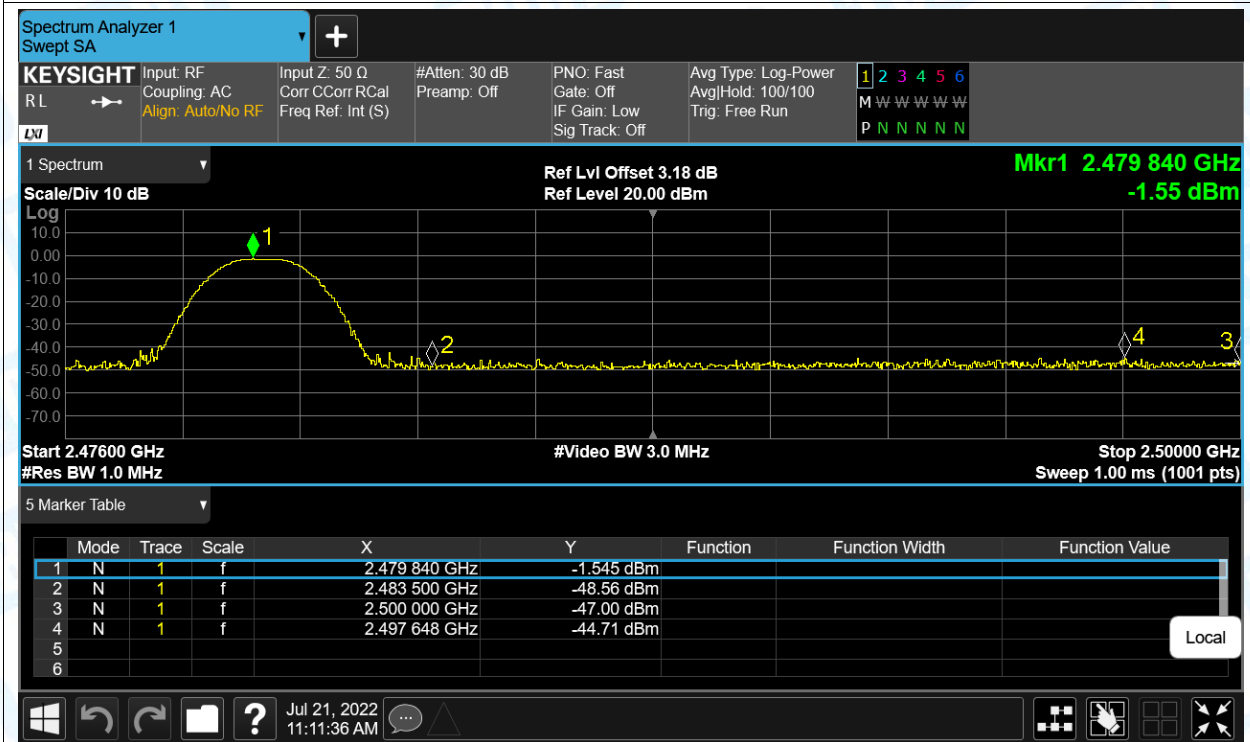 Spectrum Analyzer 1
Swept SA
+
KEYSIGHT
R L
LXI
Input: RF
Coupling: AC
Align: Auto/No RF
Input Z: 50 Ω
Corr CCorr RCal
Freq Ref: Int (S)
#Atten: 30 dB
Preamp: Off
PNO: Fast
Gate: Off
IF Gain: Low
Sig Track: Off
Avg Type: Log-Power
Avg|Hold: 100/100
Trig: Free Run
1 2 3 4 5 6
M W W W W W
P N N N N N
1 Spectrum
Scale/Div 10 dB
Ref Lvl Offset 3.18 dB
Ref Level 20.00 dBm
Mkr1 2.479 840 GHz
-1.55 dBm
Log
10.0
0.00
-10.0
-20.0
-30.0
-40.0
-50.0
-60.0
-70.0
1
2
4
3
Start 2.47600 GHz
#Video BW 3.0 MHz
Stop 2.50000 GHz
#Res BW 1.0 MHz
Sweep 1.00 ms (1001 pts)
5 Marker Table
Mode Trace Scale X Y Function Function Width Function Value
1 N 1 f 2.479 840 GHz -1.545 dBm
2 N 1 f 2.483 500 GHz -48.56 dBm
3 N 1 f 2.500 000 GHz -47.00 dBm
4 N 1 f 2.497 648 GHz -44.71 dBm
5
6
Local
?
Jul 21, 2022
11:11:36 AM